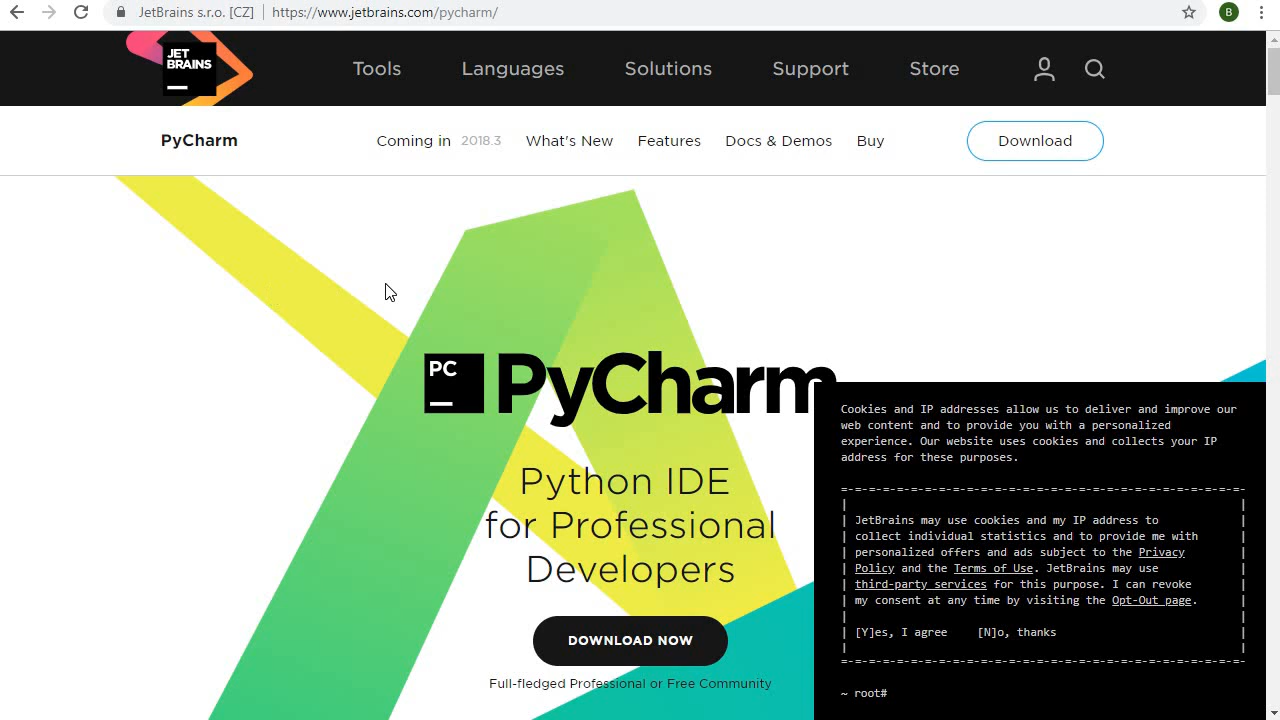 JetBrains s.r.o. [CZ] | https://www.jetbrains.com/pycharm/
B
JET
BRAINS
Tools Languages Solutions Support Store
PyCharm Coming in 2018.3 What's New Features Docs & Demos Buy Download
PC PyCharm
Python IDE
for Professional
Developers
DOWNLOAD NOW
Full-fledged Professional or Free Community
Cookies and IP addresses allow us to deliver and improve our
web content and to provide you with a personalized
experience. Our website uses cookies and collects your IP
address for these purposes.
=-=-=-=-=-=-=-=-=-=-=-=-=-=-=-=-=-=-=-=-=-=-=-=-=-=-=-=-=-
| |
| JetBrains may use cookies and my IP address to |
| collect individual statistics and to provide me with |
| personalized offers and ads subject to the Privacy |
| Policy and the Terms of Use. JetBrains may use |
| third-party services for this purpose. I can revoke |
| my consent at any time by visiting the Opt-Out page. |
| |
| [Y]es, I agree [N]o, thanks |
| |
=-=-=-=-=-=-=-=-=-=-=-=-=-=-=-=-=-=-=-=-=-=-=-=-=-=-=-=-=-
~ root#